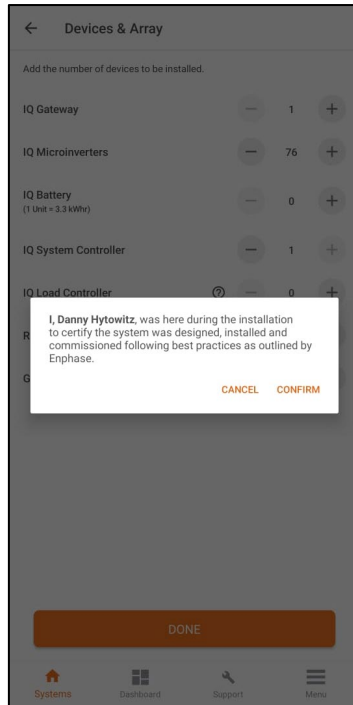 Devices & Array
Add the number of devices to be installed.
IQ Gateway
1
IQ Microinverters
76
IQ Battery
(1 Unit = 3.3 kWhr)
0
IQ System Controller
1
IQ Load Controller
0
R
I, Danny Hytowitz, was here during the installation
to certify the system was designed, installed and
commissioned following best practices as outlined by
Enphase.
G
CANCEL CONFIRM
DONE
Systems Dashboard Support Menu